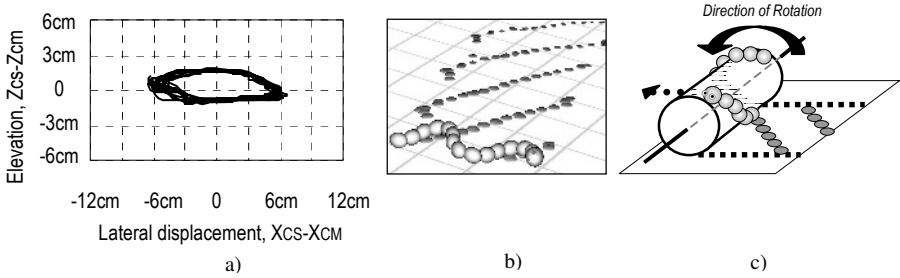 6cm
3cm
0
-3cm
-6cm
Elevation, Zcs-Zcm
-12cm -6cm 0 6cm 12cm
Lateral displacement, XCS-XCM
a)
b)
Direction of Rotation
c)